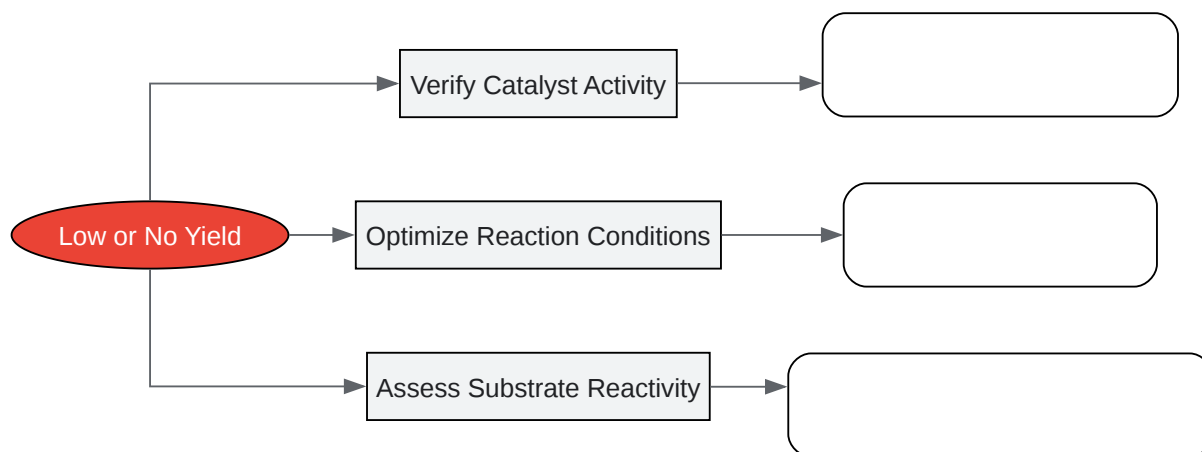 Verify Catalyst Activity
Low or No Yield
Optimize Reaction Conditions
Assess Substrate Reactivity